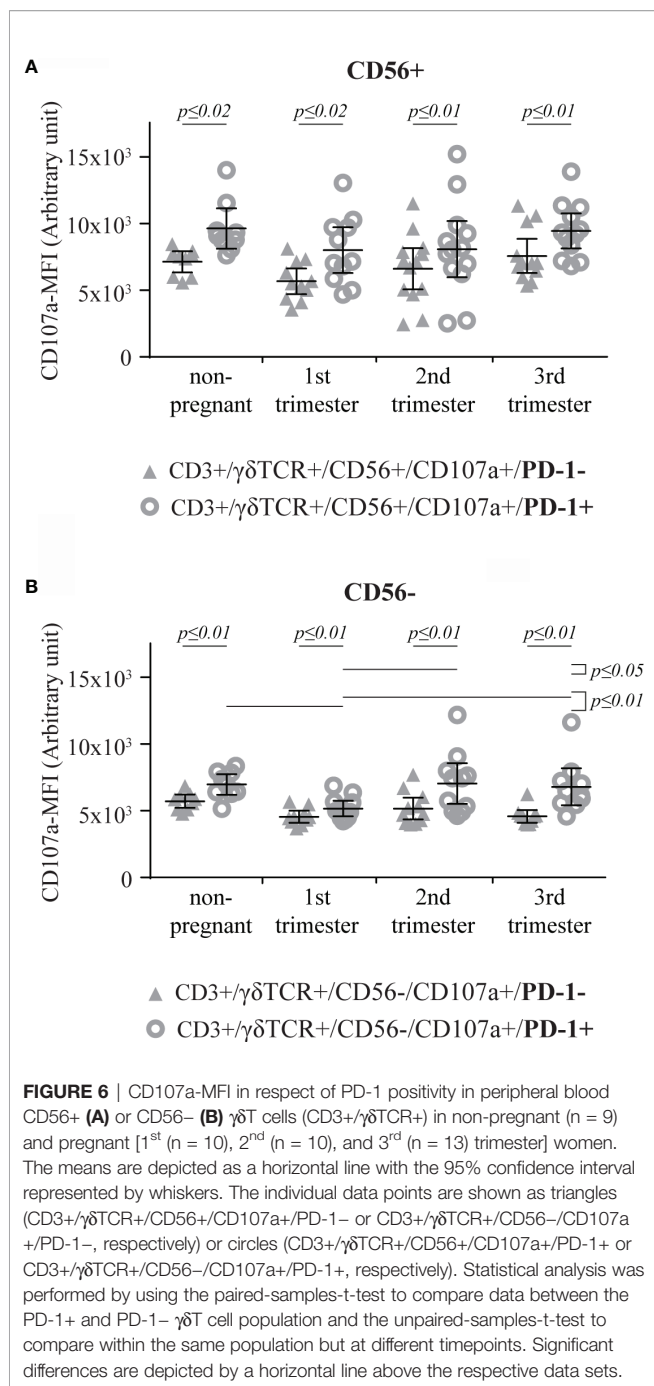 A
CD56+
p≤0.02 p≤0.02 p≤0.01 p≤0.01
CD107a-MFI (Arbitrary unit)
15x10³
10x10³
5x10³
0
non-pregnant
1st trimester
2nd trimester
3rd trimester
CD3+/γδTCR+/CD56+/CD107a+/PD-1-
CD3+/γδTCR+/CD56+/CD107a+/PD-1+
B
CD56-
p≤0.01 p≤0.01 p≤0.01 p≤0.01
CD107a-MFI (Arbitrary unit)
15x10³
10x10³
5x10³
0
p≤0.05
p≤0.01
non-pregnant
1st trimester
2nd trimester
3rd trimester
CD3+/γδTCR+/CD56-/CD107a+/PD-1-
CD3+/γδTCR+/CD56-/CD107a+/PD-1+
FIGURE 6 | CD107a-MFI in respect of PD-1 positivity in peripheral blood
CD56+ (A) or CD56− (B) γδT cells (CD3+/γδTCR+) in non-pregnant (n = 9)
and pregnant [1st (n = 10), 2nd (n = 10), and 3rd (n = 13) trimester] women.
The means are depicted as a horizontal line with the 95% confidence interval
represented by whiskers. The individual data points are shown as triangles
(CD3+/γδTCR+/CD56+/CD107a+/PD-1− or CD3+/γδTCR+/CD56−/CD107a
+/PD-1−, respectively) or circles (CD3+/γδTCR+/CD56+/CD107a+/PD-1+ or
CD3+/γδTCR+/CD56−/CD107a+/PD-1+, respectively). Statistical analysis was
performed by using the paired-samples-t-test to compare data between the
PD-1+ and PD-1− γδT cell population and the unpaired-samples-t-test to
compare within the same population but at different timepoints. Significant
differences are depicted by a horizontal line above the respective data sets.